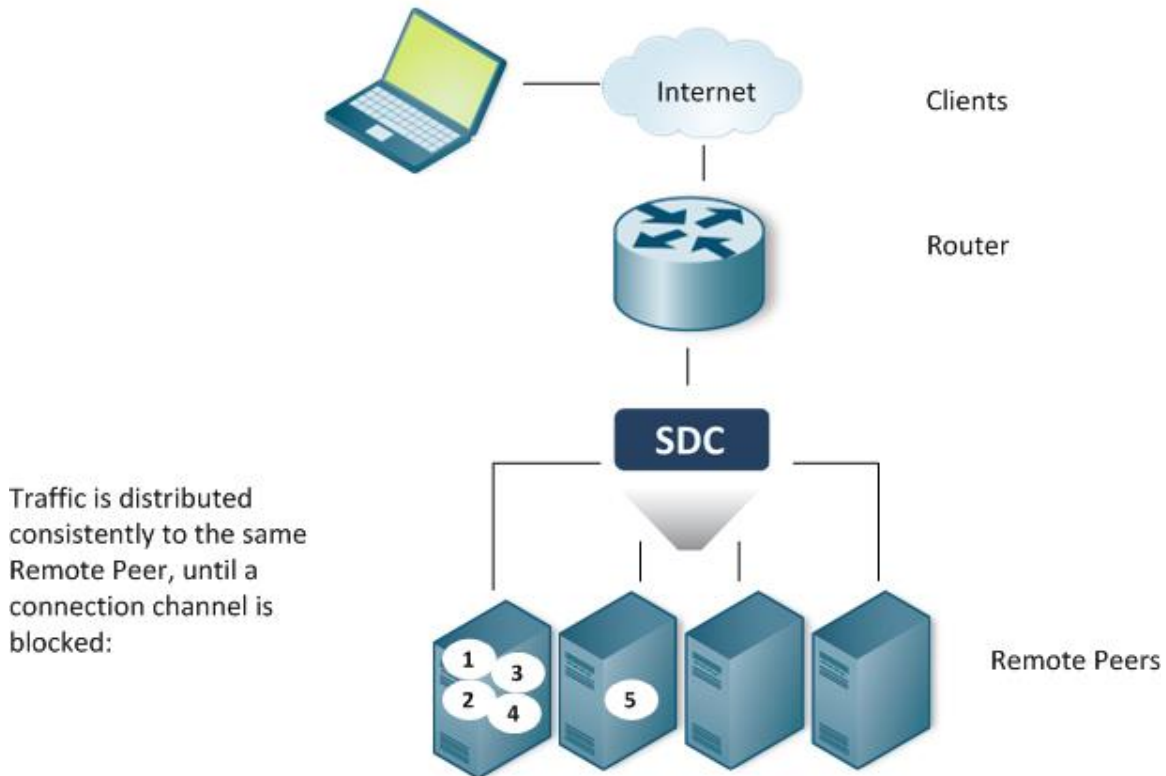 Internet
Clients
Router
SDC
Traffic is distributed
consistently to the same
Remote Peer, until a
connection channel is
blocked:
1
3
2
4
5
Remote Peers